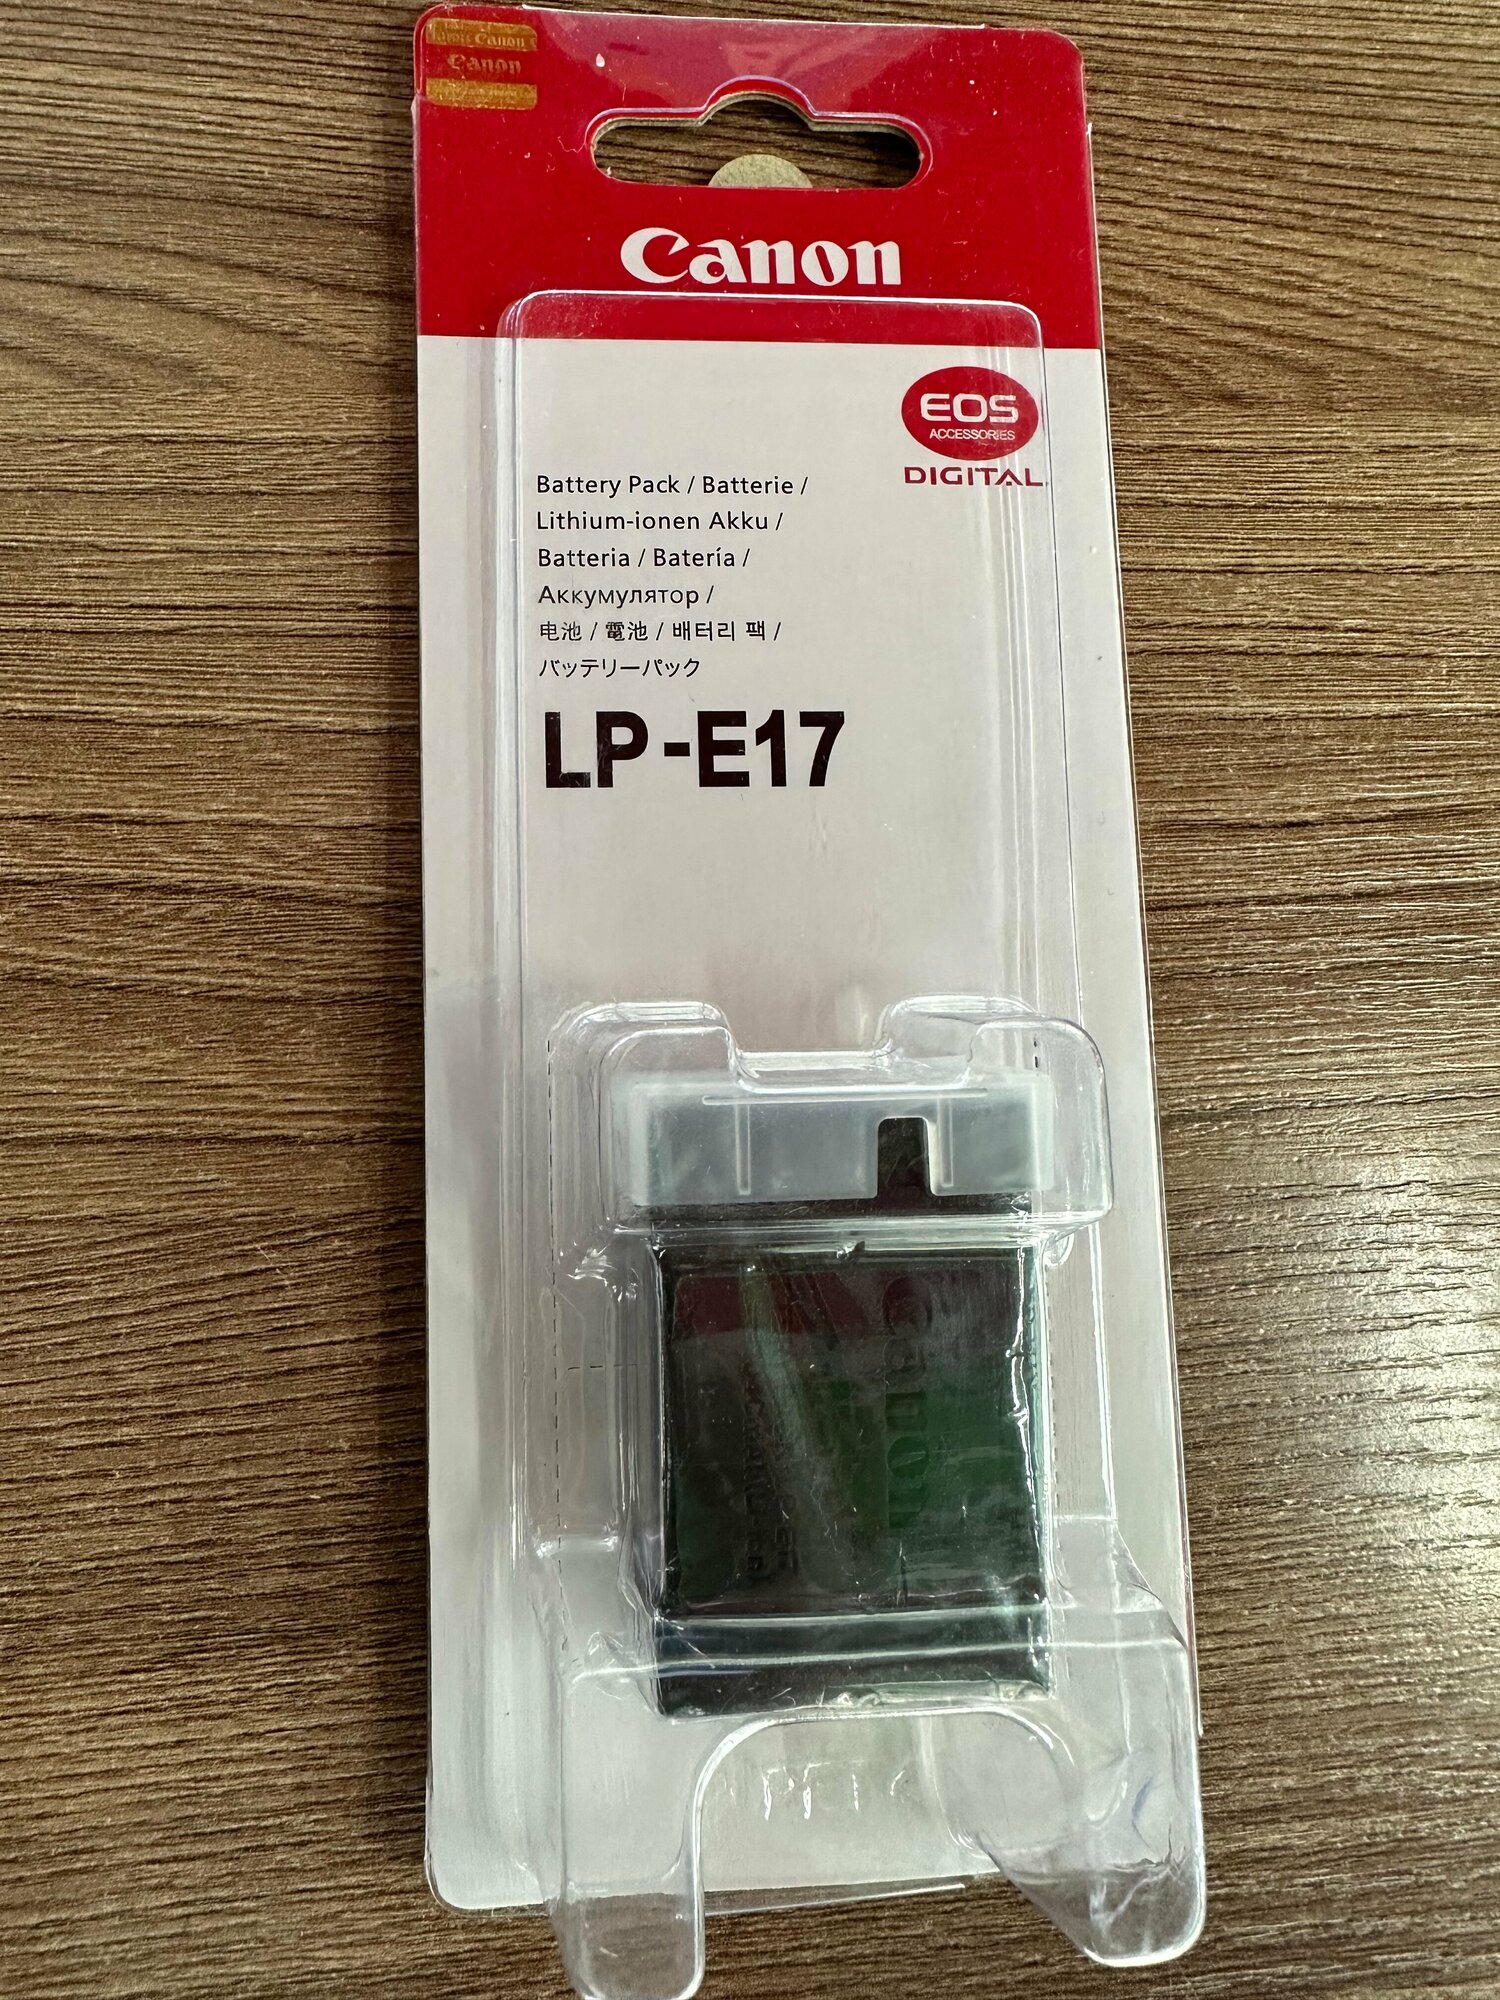 Canon
Canon
Canon
EOS
ACCESSORIES
DIGITAL
Battery Pack / Batterie /
Lithium-ionen Akku /
Batteria / Batería /
Аккумулятор /
电池 / 電池 / 배터리 팩 /
バッテリーパック
LP-E17
Canon